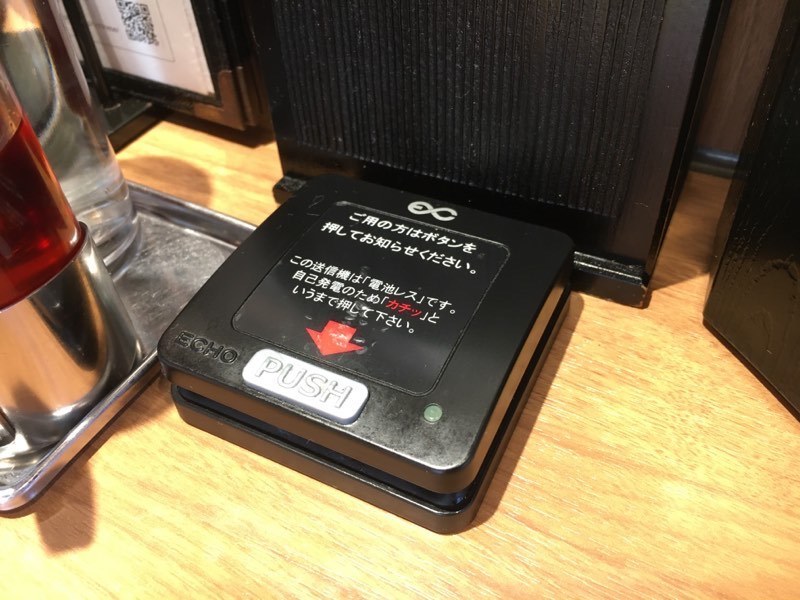 ご用の方はボタンを
押してお知らせください。
この送信機は「電池レス」です。
自己発電のため「カチッ」と
いうまで押して下さい。
ECHO
PUSH